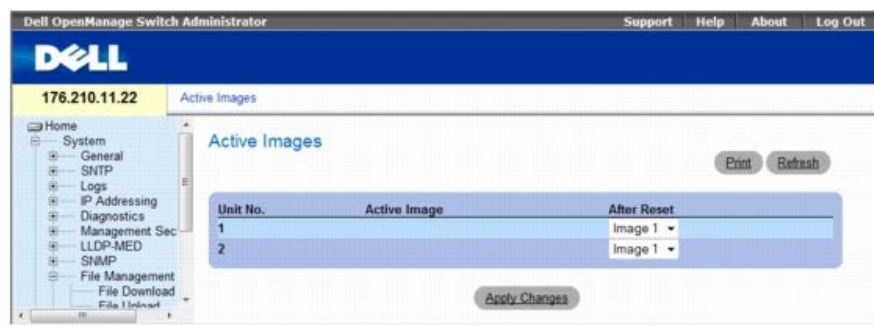 Dell OpenManage Switch Administrator
Support Help About Log Out
DELL
176.210.11.22
Active Images
Home
System
General
SNTP
Logs
IP Addressing
Diagnostics
Management Sec
LLDP-MED
SNMP
File Management
File Download
File Upload
Active Images
Print Refresh
Unit No. Active Image After Reset
1 Image 1
2 Image 1
Apply Changes